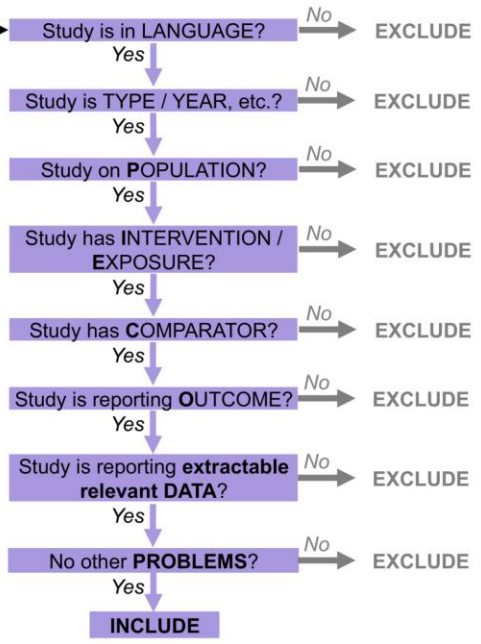 Study is in LANGUAGE?
No
EXCLUDE
Yes
Study is TYPE / YEAR, etc.?
No
EXCLUDE
Yes
Study on POPULATION?
No
EXCLUDE
Yes
Study has INTERVENTION /
EXPOSURE?
No
EXCLUDE
Yes
Study has COMPARATOR?
No
EXCLUDE
Yes
Study is reporting OUTCOME?
No
EXCLUDE
Yes
Study is reporting extractable
relevant DATA?
No
EXCLUDE
Yes
No other PROBLEMS?
No
EXCLUDE
Yes
INCLUDE